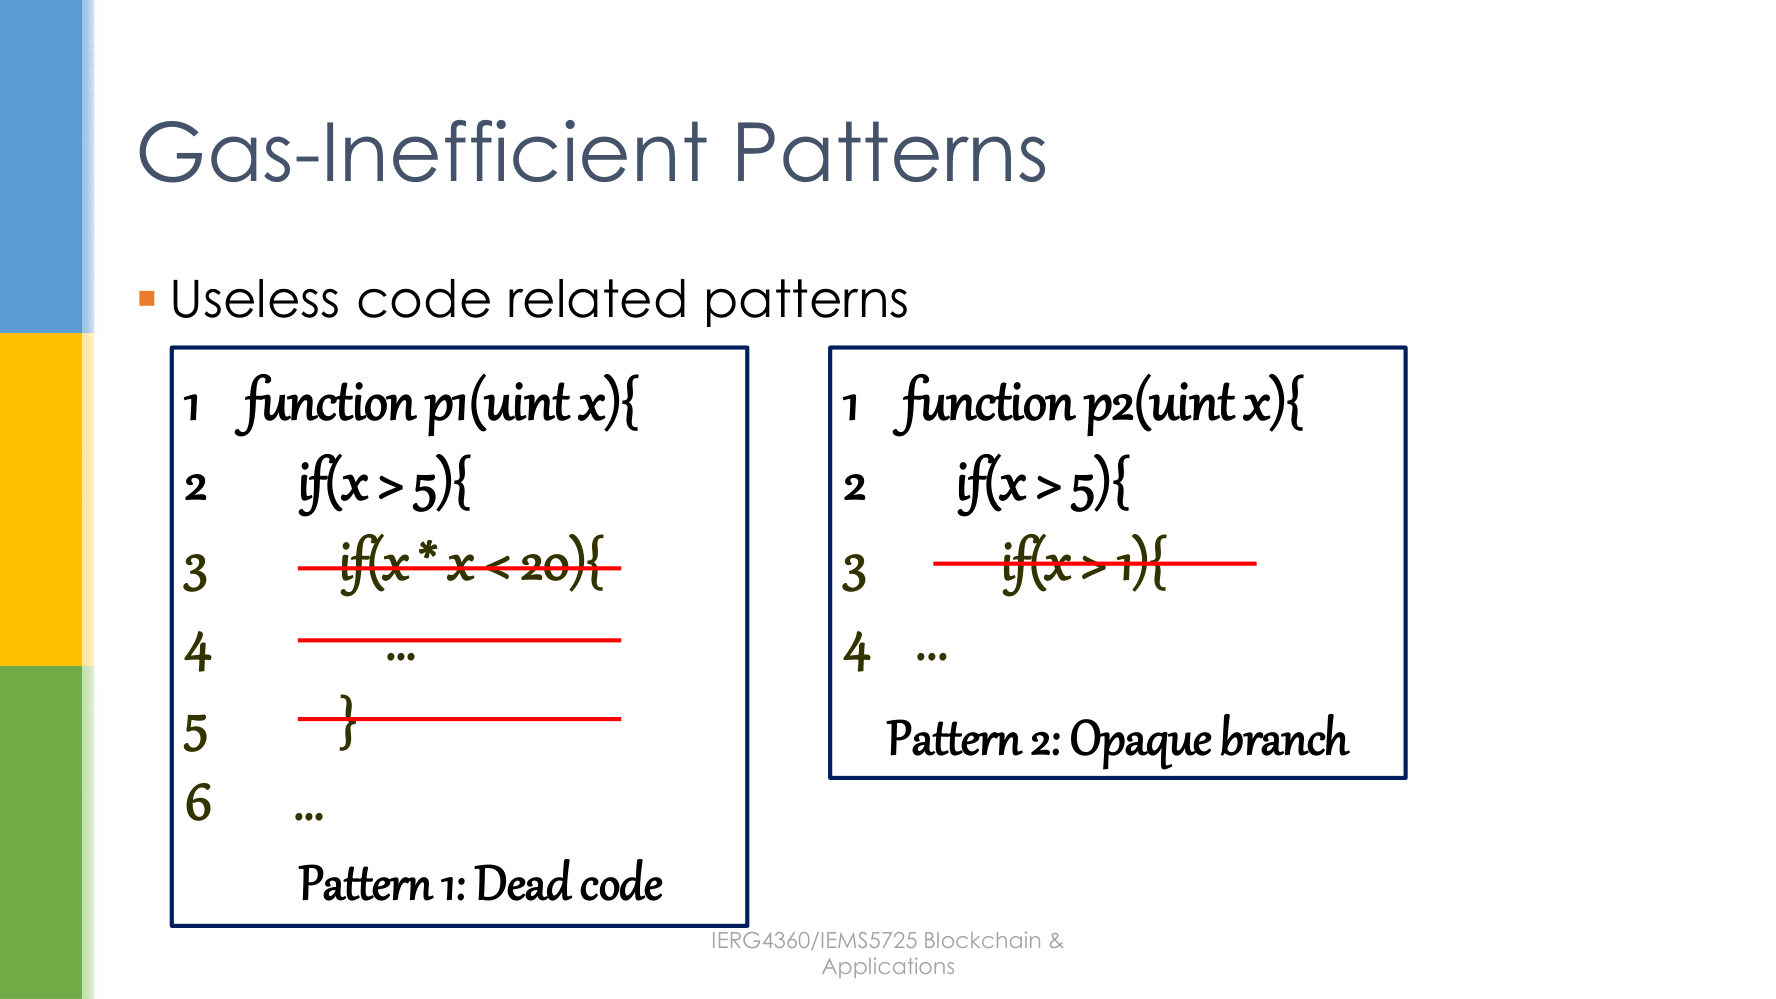 Gas-Inefficient Patterns
▪ Useless code related patterns
1 function p1(uint x){
2 if(x > 5){
3 if(x * x < 20){
4 ...
5 }
6 ...
Pattern 1: Dead code
1 function p2(uint x){
2 if(x > 5){
3 if(x > 1){
4 ...
Pattern 2: Opaque branch
IERG4360/IEMS5725 Blockchain &
Applications